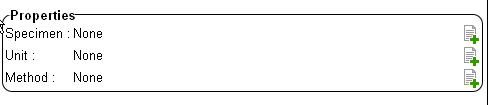 Properties
Specimen : None
Unit : None
Method : None